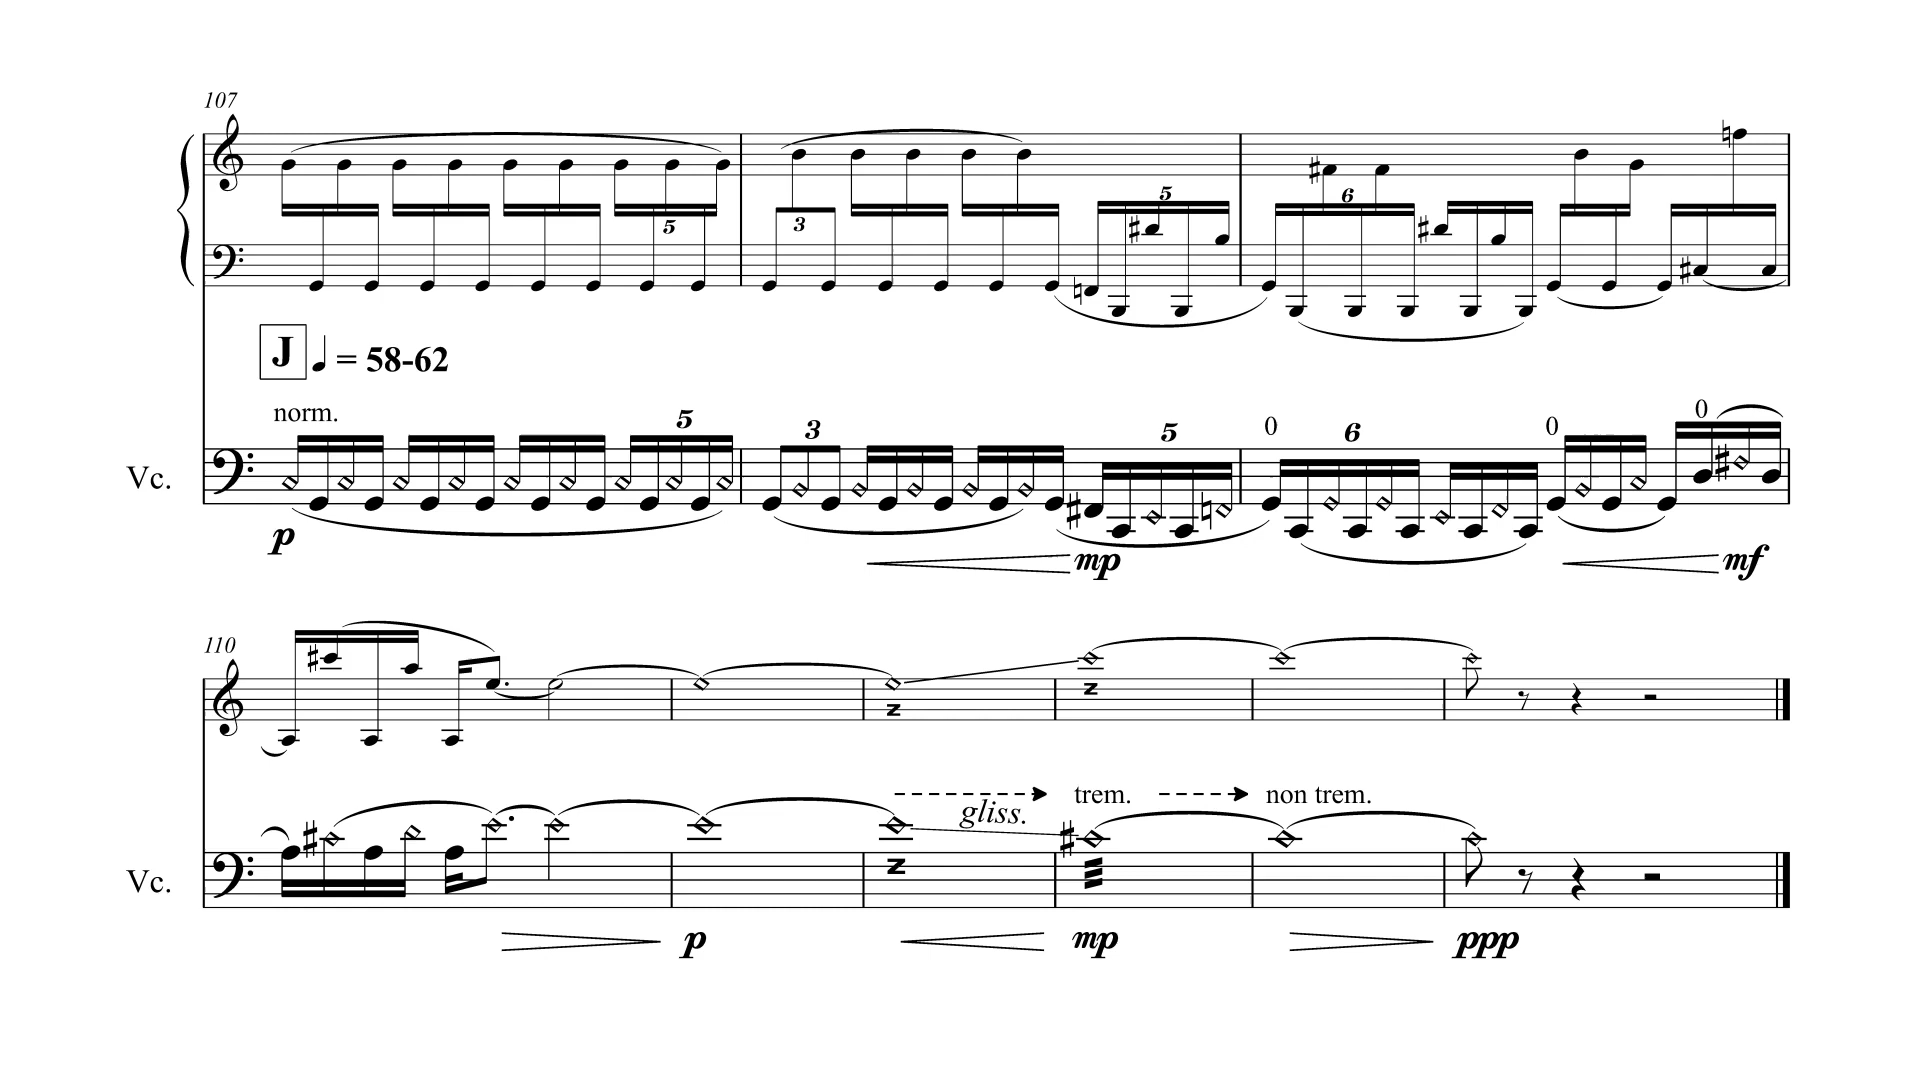 107
5
3
5
6
J = 58-62
norm.
5
3
5
0
6
0
0
Vc.
p
mp
mf
110
z
z
gliss.
trem.
non trem.
Vc.
z
p
mp
ppp